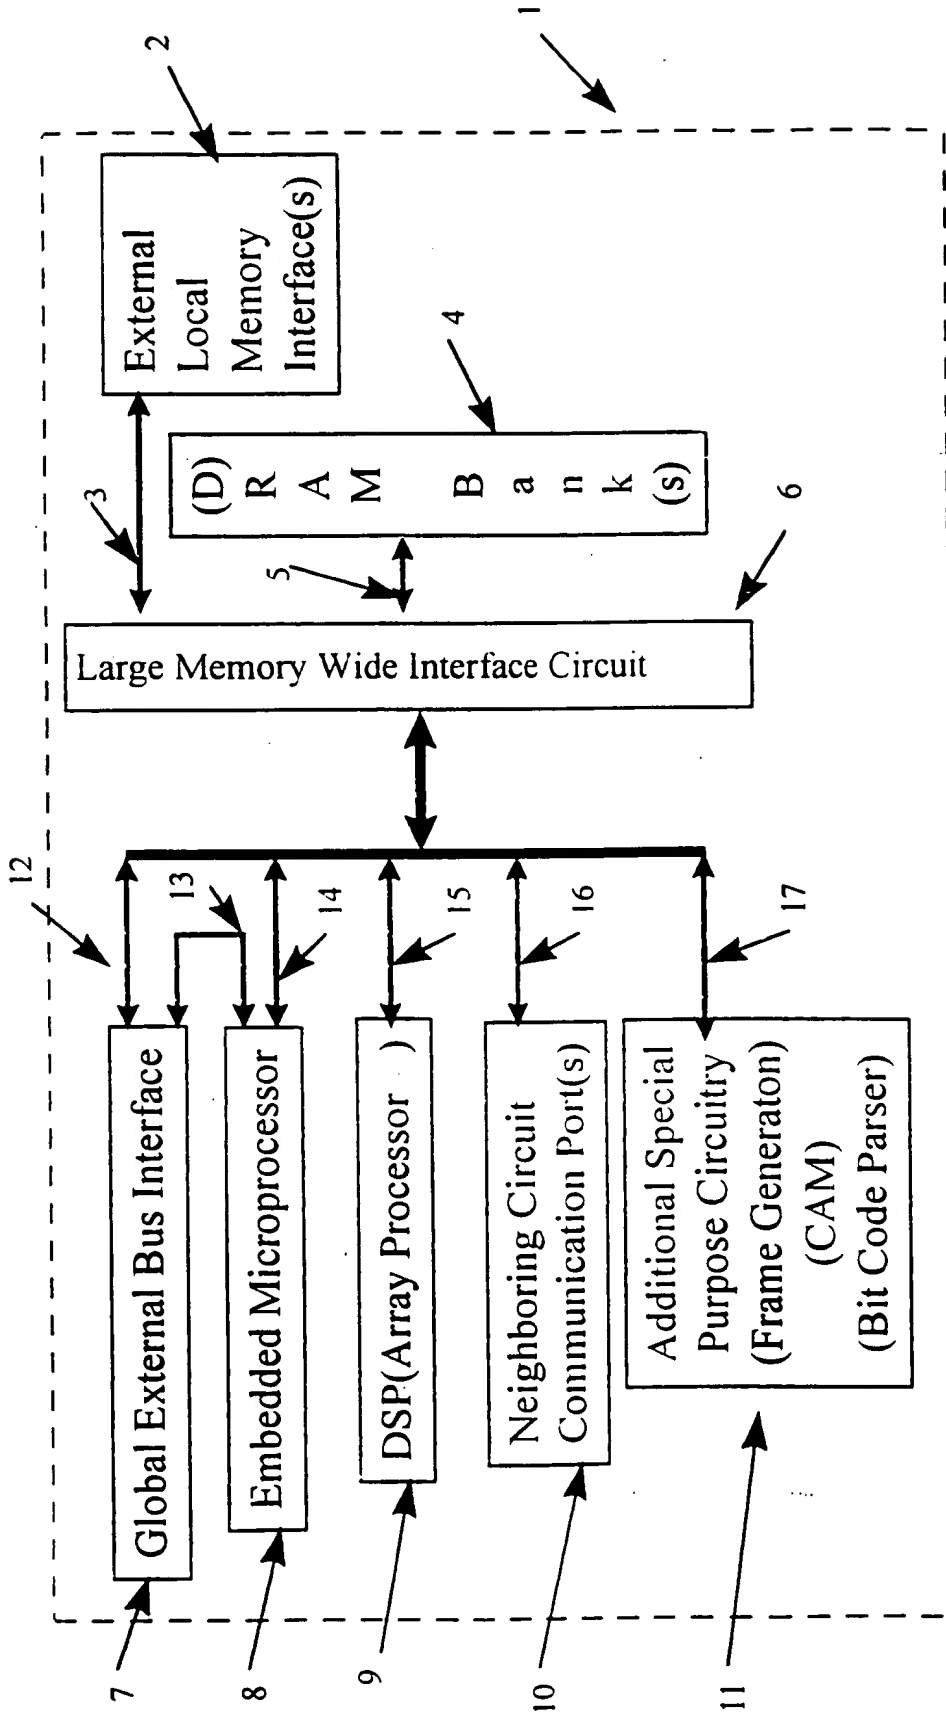 1
2
External
Local
Memory
Interface(s)
3
(D)
R
A
M
B
a
n
k
(s)
4
5
6
Large Memory Wide Interface Circuit
12
13
14
15
16
17
Global External Bus Interface
Embedded Microprocessor
DSP(Array Processor )
Neighboring Circuit
Communication Port(s)
Additional Special
Purpose Circuitry
(Frame Generaton)
(CAM)
(Bit Code Parser)
7
8
9
10
11